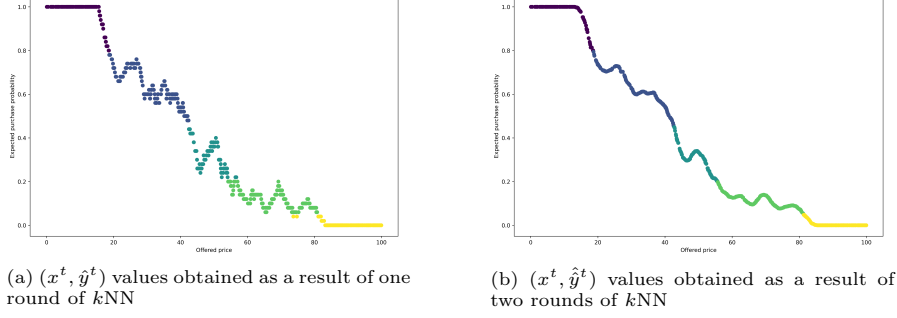 1.0
0.8
0.6
0.4
0.2
0.0
Expected purchase probability
0 20 40 60 80 100
Offered price
(a) (x^t, ŷ^t) values obtained as a result of one
round of kNN
1.0
0.8
0.6
0.4
0.2
0.0
Expected purchase probability
0 20 40 60 80 100
Offered price
(b) (x^t, ŷ̂^t) values obtained as a result of
two rounds of kNN